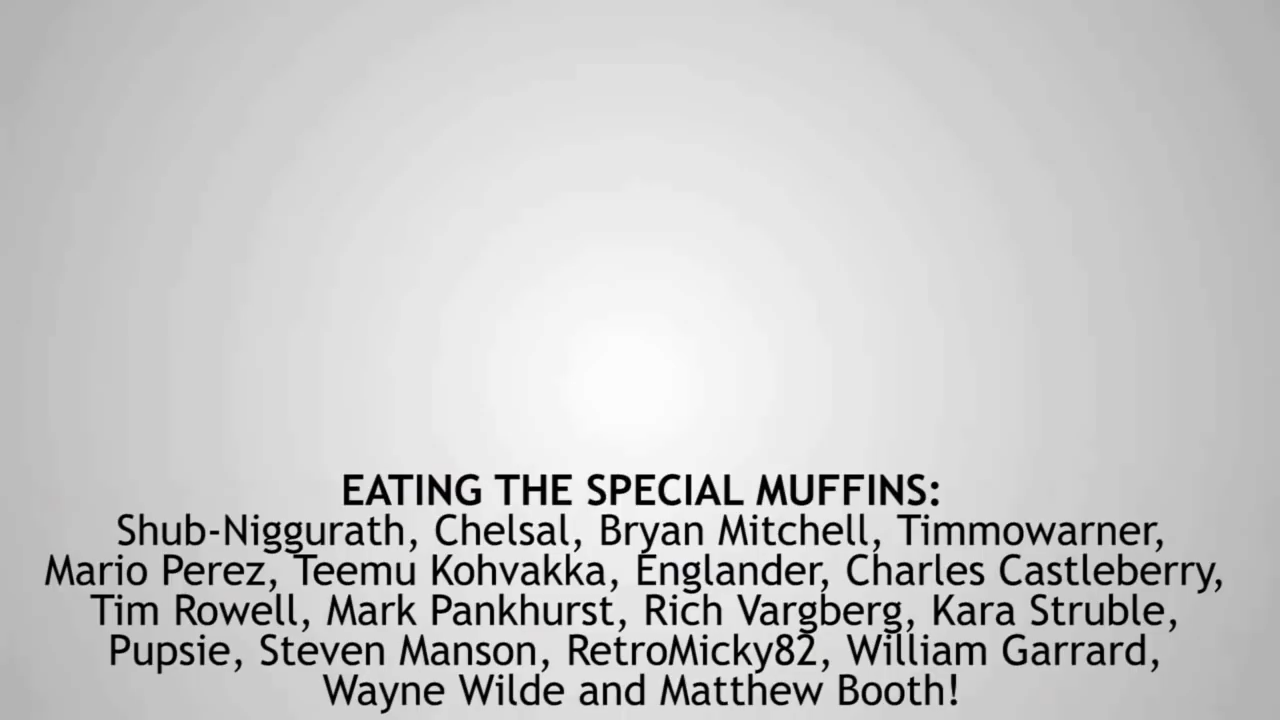 EATING THE SPECIAL MUFFINS:
Shub-Niggurath, Chelsal, Bryan Mitchell, Timmowarner,
Mario Perez, Teemu Kohvakka, Englander, Charles Castleberry,
Tim Rowell, Mark Pankhurst, Rich Vargberg, Kara Struble,
Pupsie, Steven Manson, RetroMicky82, William Garrard,
Wayne Wilde and Matthew Booth!